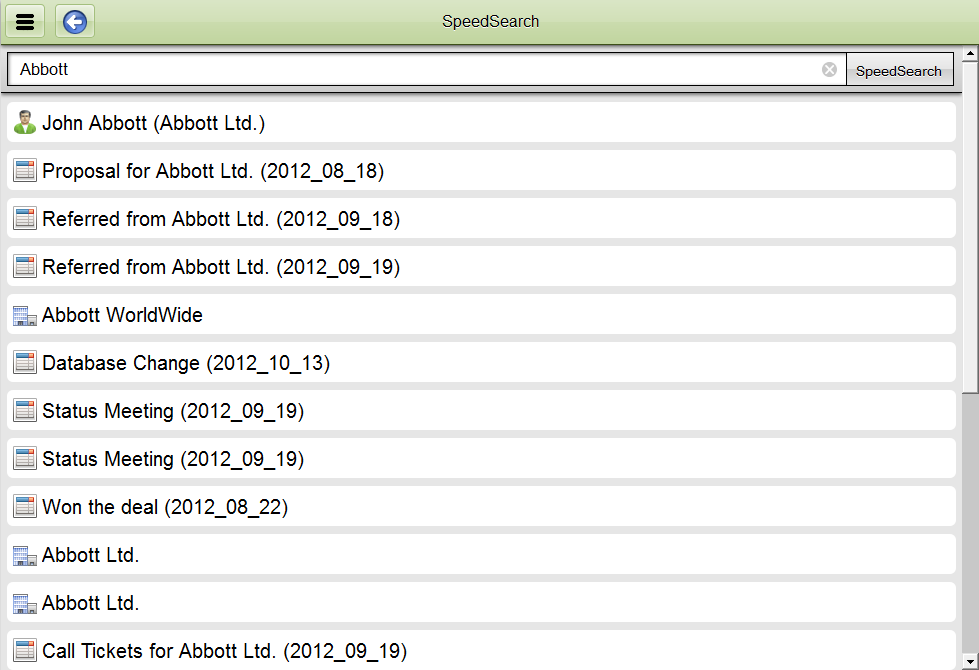 SpeedSearch
Abbott SpeedSearch
John Abbott (Abbott Ltd.)
Proposal for Abbott Ltd. (2012_08_18)
Referred from Abbott Ltd. (2012_09_18)
Referred from Abbott Ltd. (2012_09_19)
Abbott WorldWide
Database Change (2012_10_13)
Status Meeting (2012_09_19)
Status Meeting (2012_09_19)
Won the deal (2012_08_22)
Abbott Ltd.
Abbott Ltd.
Call Tickets for Abbott Ltd. (2012_09_19)